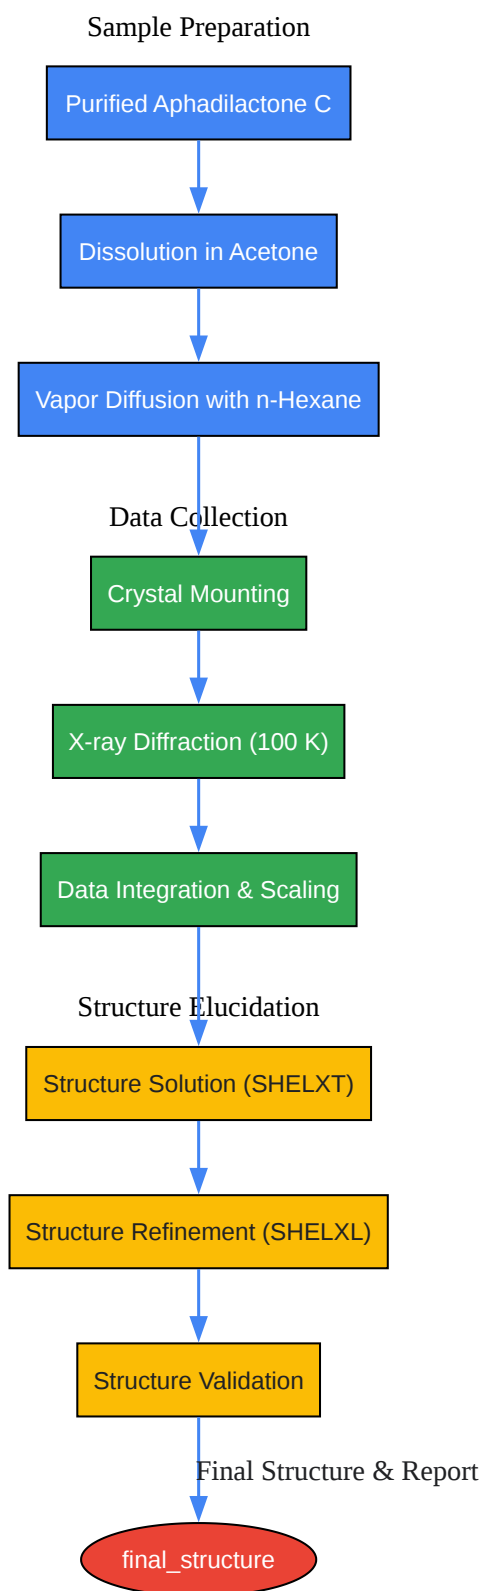 Sample Preparation
Purified Aphadilactone C
Dissolution in Acetone
Vapor Diffusion with n-Hexane
Data Collection
Crystal Mounting
X-ray Diffraction (100 K)
Data Integration & Scaling
Structure Elucidation
Structure Solution (SHELXT)
Structure Refinement (SHELXL)
Structure Validation
Final Structure & Report
final_structure